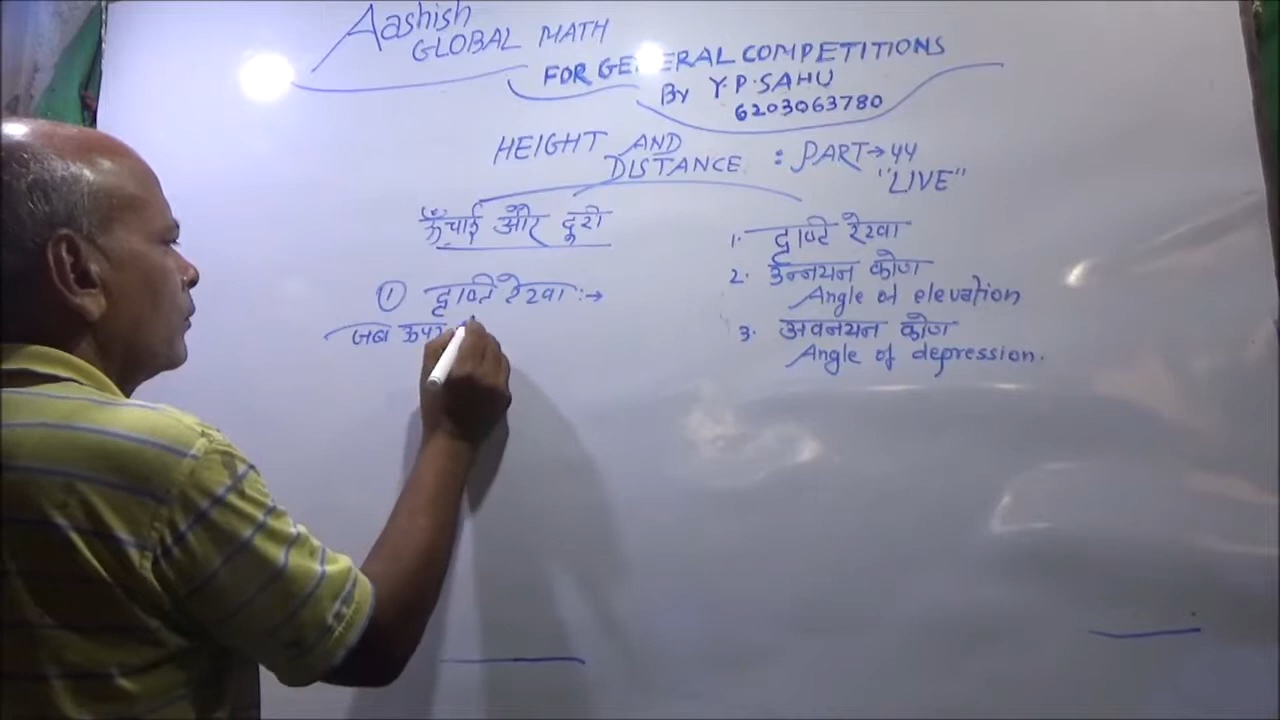 Aashish
GLOBAL MATH
FOR GENERAL COMPETITIONS
By Y.P.SAHU
6203063780
HEIGHT AND
DISTANCE : PART→44
"LIVE"
ऊँचाई और दूरी
① दृष्टि रेखा :→
जब ऊपर
1. दृष्टि रेखा
2. उन्नयन कोण
Angle of elevation
3. अवनयन कोण
Angle of depression.